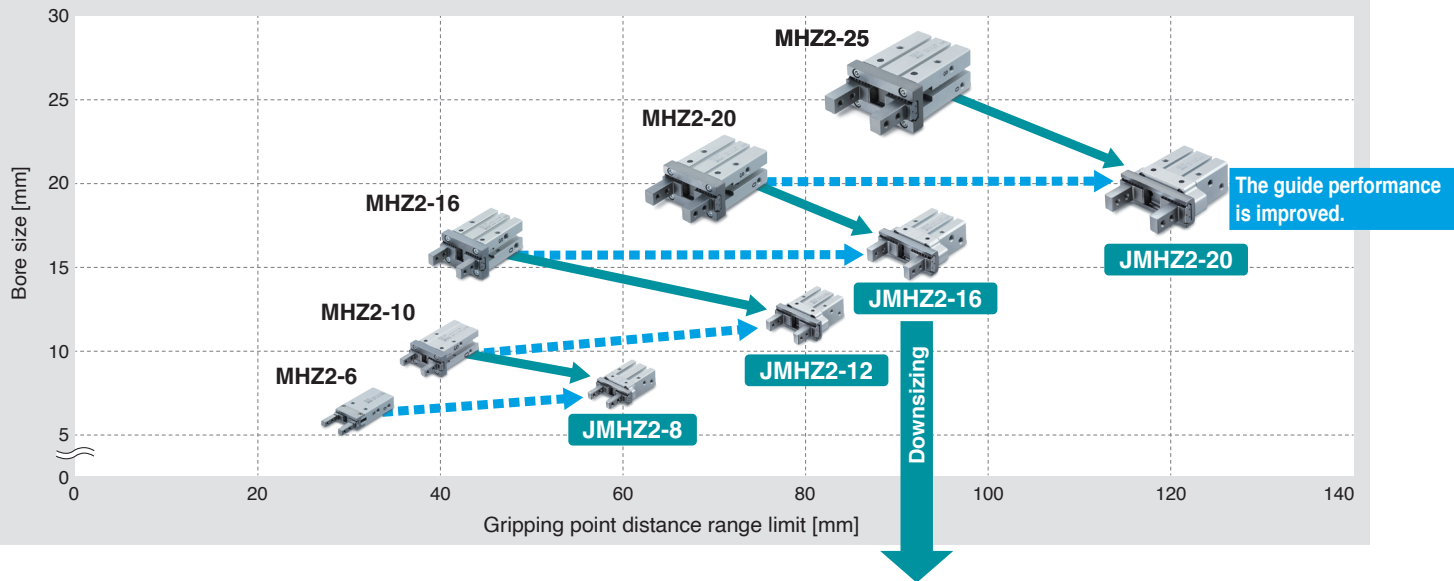 30
25
20
15
10
5
0
Bore size [mm]
MHZ2-25
MHZ2-20
MHZ2-16
MHZ2-10
MHZ2-6
The guide performance
is improved.
JMHZ2-20
JMHZ2-16
JMHZ2-12
JMHZ2-8
Downsizing
0
20
40
60
80
100
120
140
Gripping point distance range limit [mm]